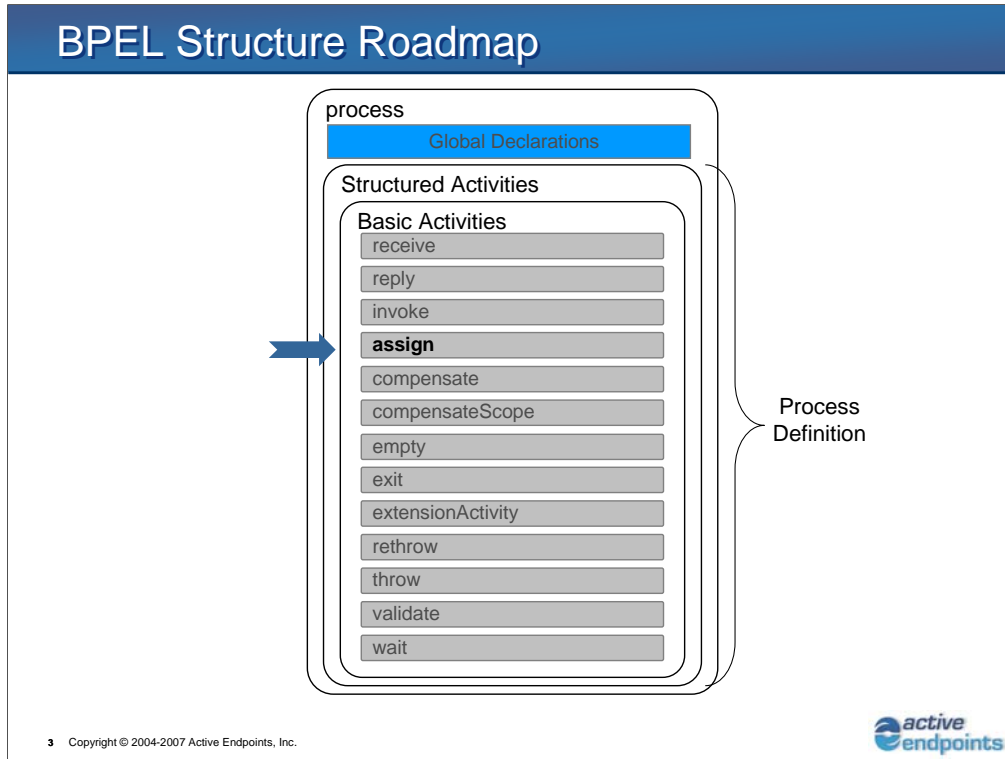 BPEL Structure Roadmap
process
Global Declarations
Structured Activities
Basic Activities
receive
reply
invoke
assign
compensate
compensateScope
empty
exit
extensionActivity
rethrow
throw
validate
wait
Process
Definition
3 Copyright © 2004-2007 Active Endpoints, Inc.
active
endpoints